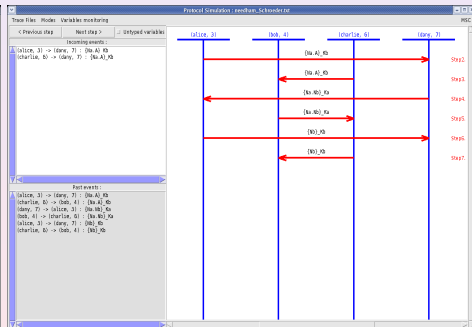 Protocol Simulation : needham_Schroeder.txt
Trace Files Modes Variables monitoring MSC
< Previous step Next step > Untyped variables
Incoming events :
(alice, 3) -> (dany, 7) : {Na.A}_Kb
(charlie, 6) -> (dany, 7) : {Na.A}_Kb
Past events :
(alice, 3) -> (dany, 7) : {Na.A}_Kb
(charlie, 6) -> (bob, 4) : {Na.A}_Kb
(dany, 7) -> (alice, 3) : {Na.Nb}_Ka
(bob, 4) -> (charlie, 6) : {Na.Nb}_Ka
(alice, 3) -> (dany, 7) : {Nb}_Kb
(charlie, 6) -> (bob, 4) : {Nb}_Kb
(alice, 3) (bob, 4) (charlie, 6) (dany, 7)
{Na.A}_Kb
Step2.
{Na.A}_Kb
Step3.
{Na.Nb}_Ka
Step4.
{Na.Nb}_Ka
Step5.
{Nb}_Kb
Step6.
{Nb}_Kb
Step7.